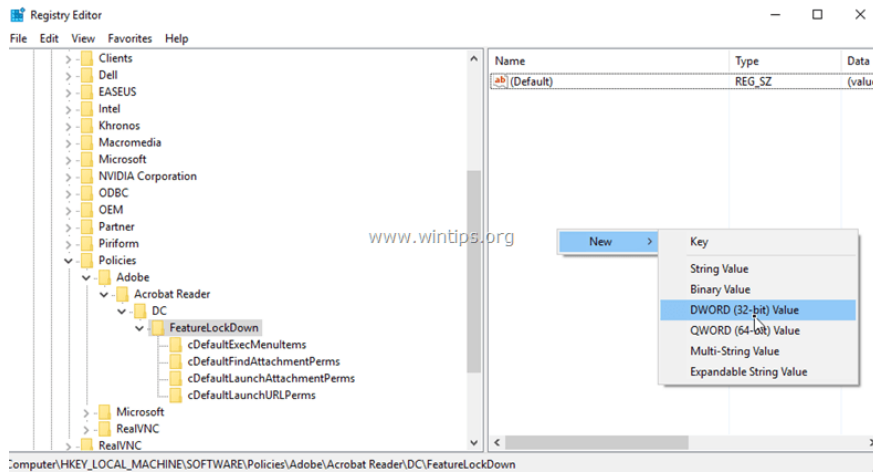 Registry Editor
File Edit View Favorites Help
Clients
Dell
EASEUS
Intel
Khronos
Macromedia
Microsoft
NVIDIA Corporation
ODBC
OEM
Partner
Piriform
Policies
Adobe
Acrobat Reader
DC
FeatureLockDown
cDefaultExecMenuItems
cDefaultFindAttachmentPerms
cDefaultLaunchAttachmentPerms
cDefaultLaunchURLPerms
Microsoft
RealVNC
RealVNC
Name Type Data
ab (Default) REG_SZ (valu
www.wintips.org
New
Key
String Value
Binary Value
DWORD (32-bit) Value
QWORD (64-bit) Value
Multi-String Value
Expandable String Value
Computer\HKEY_LOCAL_MACHINE\SOFTWARE\Policies\Adobe\Acrobat Reader\DC\FeatureLockDown